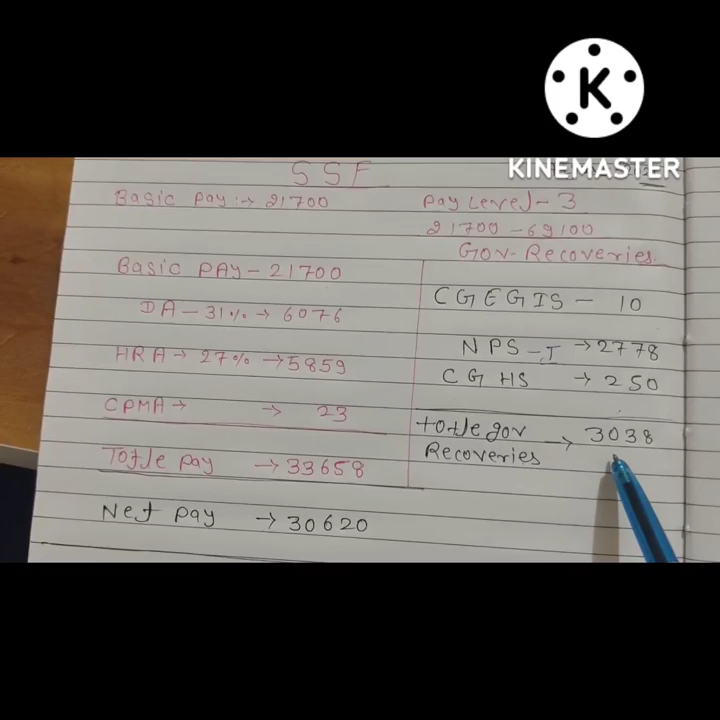 K
KINEMASTER
SSF
Basic pay :→ 21700
Pay Level - 3
21700 - 69100
Gov. Recoveries.
Basic PAY - 21700
DA - 31% → 6076
HRA → 27% → 5859
CPMA → → 23
Totle pay → 33658
Net pay → 30620
CGEGIS - 10
NPS - I → 2778
CGHS → 250
totle gov
Recoveries → 3038